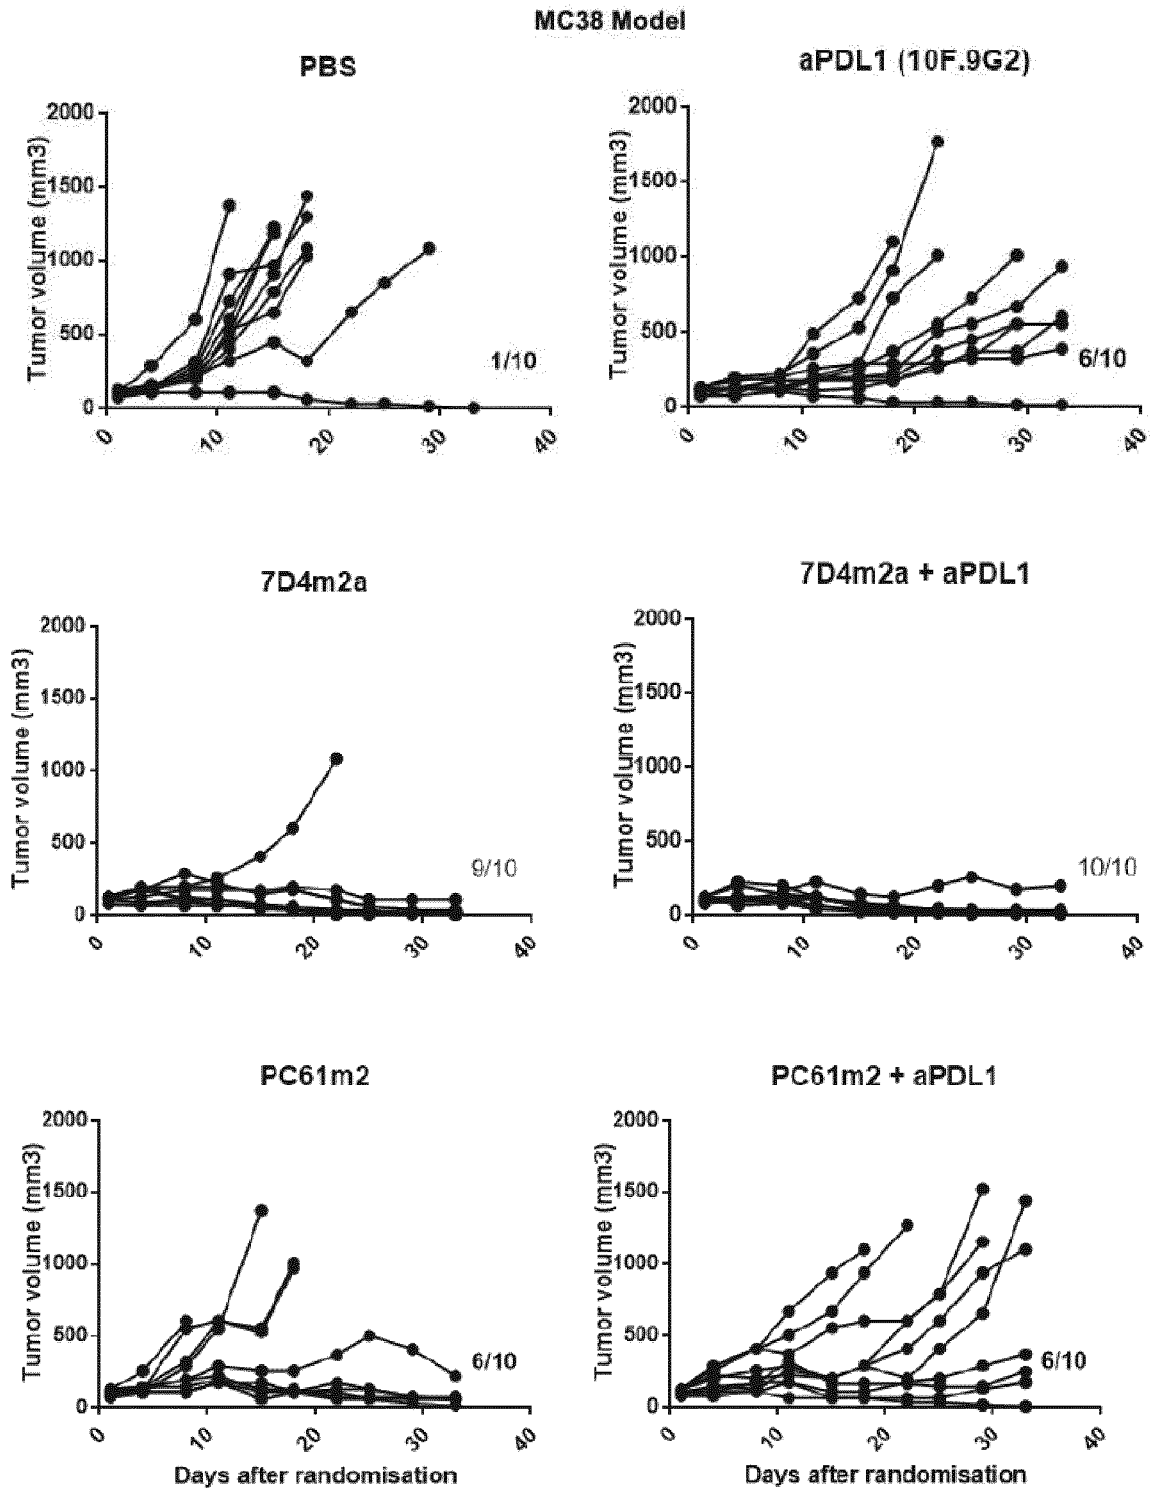 MC38 Model
PBS
Tumor volume (mm3)
2000
1500
1000
500
0
0 10 20 30 40
1/10
aPDL1 (10F.9G2)
Tumor volume (mm3)
2000
1500
1000
500
0
0 10 20 30 40
6/10
7D4m2a
Tumor volume (mm3)
2000
1500
1000
500
0
0 10 20 30 40
9/10
7D4m2a + aPDL1
Tumor volume (mm3)
2000
1500
1000
500
0
0 10 20 30 40
10/10
PC61m2
Tumor volume (mm3)
2000
1500
1000
500
0
0 10 20 30 40
6/10
Days after randomisation
PC61m2 + aPDL1
Tumor volume (mm3)
2000
1500
1000
500
0
0 10 20 30 40
6/10
Days after randomisation